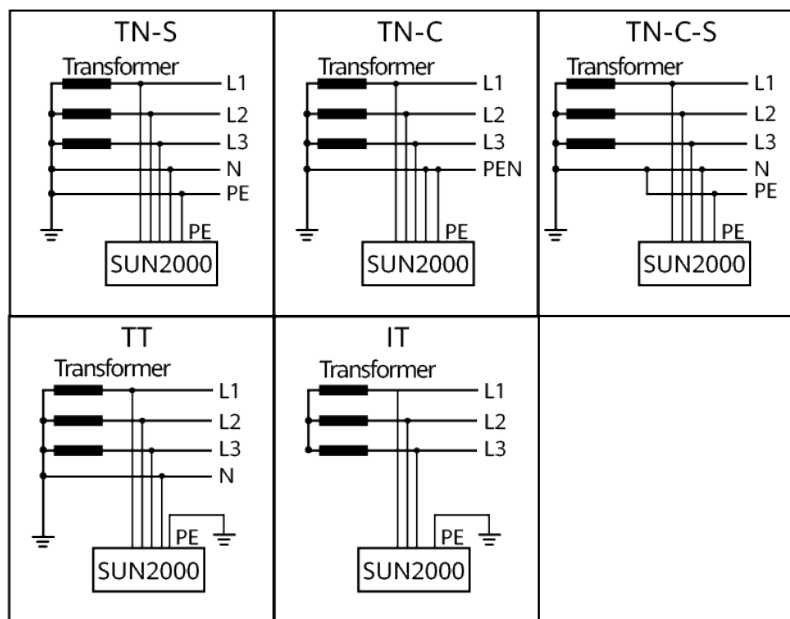 TN-S
Transformer
L1
L2
L3
N
PE
PE
SUN2000
TN-C
Transformer
L1
L2
L3
PEN
PE
SUN2000
TN-C-S
Transformer
L1
L2
L3
N
PE
PE
SUN2000
TT
Transformer
L1
L2
L3
N
PE
SUN2000
IT
Transformer
L1
L2
L3
PE
SUN2000